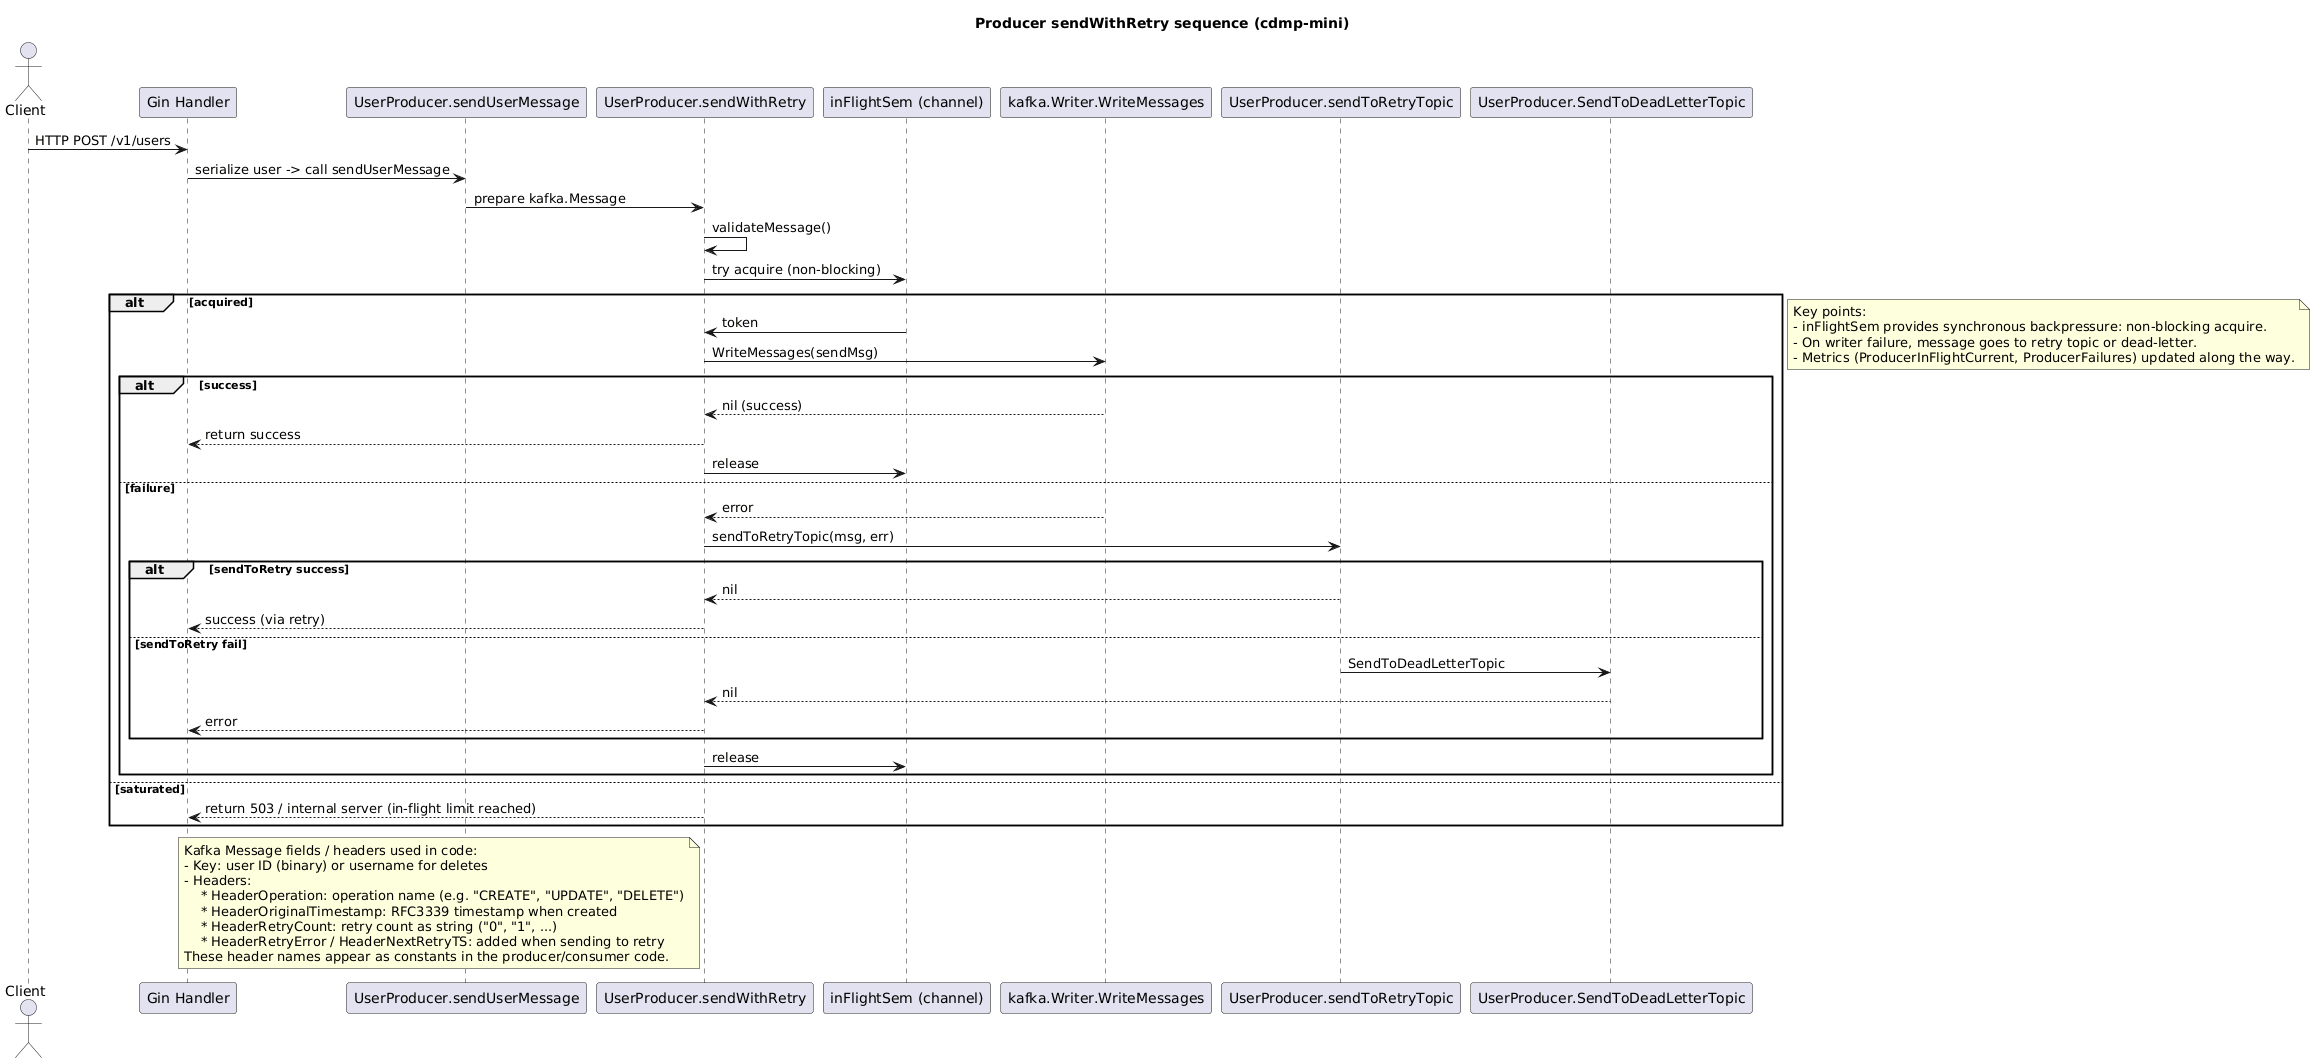 Producer sendWithRetry sequence (cdmp-mini)
Client
Gin Handler
UserProducer.sendUserMessage
UserProducer.sendWithRetry
inFlightSem (channel)
kafka.Writer.WriteMessages
UserProducer.sendToRetryTopic
UserProducer.SendToDeadLetterTopic
HTTP POST /v1/users
serialize user -> call sendUserMessage
prepare kafka.Message
validateMessage()
try acquire (non-blocking)
alt [acquired]
Key points:
- inFlightSem provides synchronous backpressure: non-blocking acquire.
- On writer failure, message goes to retry topic or dead-letter.
- Metrics (ProducerInFlightCurrent, ProducerFailures) updated along the way.
token
WriteMessages(sendMsg)
alt [success]
nil (success)
return success
release
[failure]
error
sendToRetryTopic(msg, err)
alt [sendToRetry success]
nil
success (via retry)
[sendToRetry fail]
SendToDeadLetterTopic
nil
error
release
[saturated]
return 503 / internal server (in-flight limit reached)
Kafka Message fields / headers used in code:
- Key: user ID (binary) or username for deletes
- Headers:
* HeaderOperation: operation name (e.g. "CREATE", "UPDATE", "DELETE")
* HeaderOriginalTimestamp: RFC3339 timestamp when created
* HeaderRetryCount: retry count as string ("0", "1", ...)
* HeaderRetryError / HeaderNextRetryTS: added when sending to retry
These header names appear as constants in the producer/consumer code.
Client
Gin Handler
UserProducer.sendUserMessage
UserProducer.sendWithRetry
inFlightSem (channel)
kafka.Writer.WriteMessages
UserProducer.sendToRetryTopic
UserProducer.SendToDeadLetterTopic